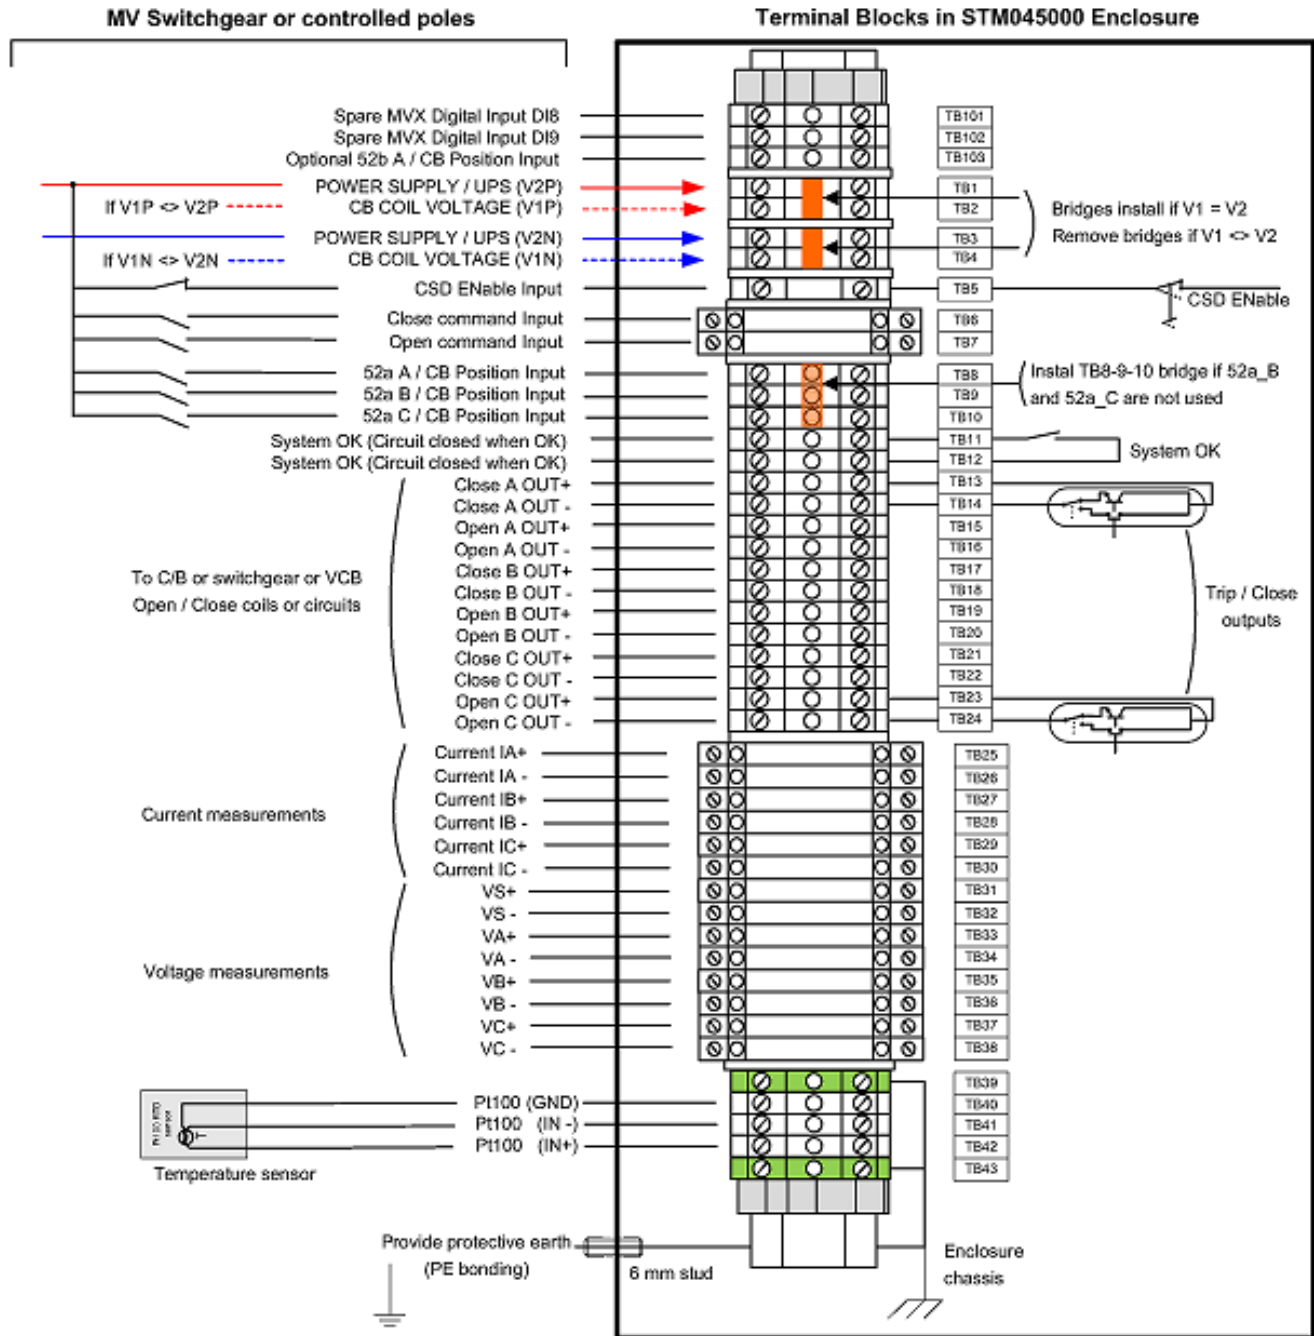 MV Switchgear or controlled poles
Terminal Blocks in STM045000 Enclosure
Spare MVX Digital Input DI8
TB101
Spare MVX Digital Input DI9
TB102
Optional 52b A / CB Position Input
TB103
POWER SUPPLY / UPS (V2P)
TB1
If V1P <> V2P
CB COIL VOLTAGE (V1P)
TB2
Bridges install if V1 = V2
Remove bridges if V1 <> V2
POWER SUPPLY / UPS (V2N)
TB3
If V1N <> V2N
CB COIL VOLTAGE (V1N)
TB4
CSD ENable Input
TB5
CSD ENable
Close command Input
TB6
Open command Input
TB7
52a A / CB Position Input
TB8
Instal TB8-9-10 bridge if 52a_B
and 52a_C are not used
52a B / CB Position Input
TB9
52a C / CB Position Input
TB10
System OK (Circuit closed when OK)
TB11
System OK (Circuit closed when OK)
TB12
System OK
Close A OUT+
TB13
Close A OUT -
TB14
Open A OUT+
TB15
Open A OUT -
TB16
Close B OUT+
TB17
Close B OUT -
TB18
Open B OUT+
TB19
Open B OUT -
TB20
Close C OUT+
TB21
Close C OUT -
TB22
Open C OUT+
TB23
Open C OUT -
TB24
To C/B or switchgear or VCB
Open / Close coils or circuits
Trip / Close
outputs
Current IA+
TB25
Current IA -
TB26
Current IB+
TB27
Current IB -
TB28
Current IC+
TB29
Current IC -
TB30
Current measurements
VS+
TB31
VS -
TB32
VA+
TB33
VA -
TB34
VB+
TB35
VB -
TB36
VC+
TB37
VC -
TB38
Voltage measurements
TB39
Pt100 (GND)
TB40
Pt100 (IN -)
TB41
Pt100 (IN+)
TB42
TB43
Pt100 RTD
sensor
T
Temperature sensor
Provide protective earth
(PE bonding)
6 mm stud
Enclosure
chassis